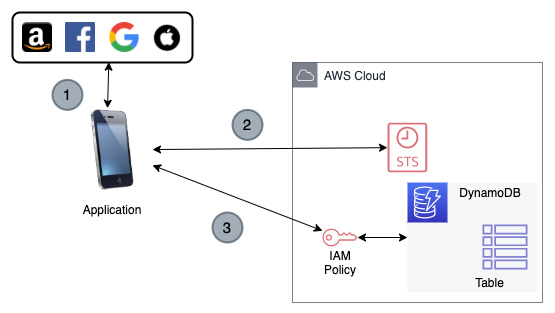 1
AWS Cloud
2
STS
Application
3
DynamoDB
IAM
Policy
Table